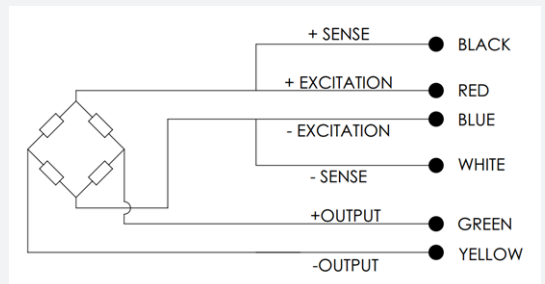 + SENSE
BLACK
+ EXCITATION
RED
BLUE
- EXCITATION
WHITE
- SENSE
+OUTPUT
GREEN
YELLOW
-OUTPUT